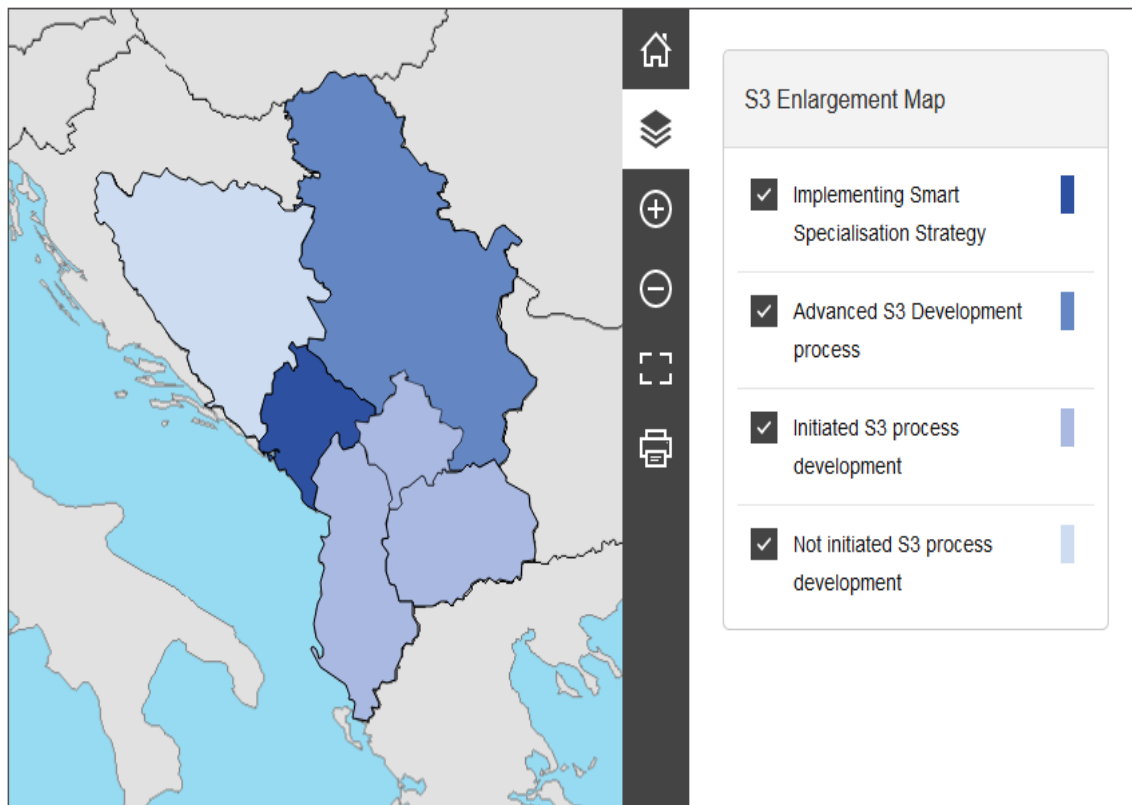 S3 Enlargement Map
Implementing Smart
Specialisation Strategy
Advanced S3 Development
process
Initiated S3 process
development
Not initiated S3 process
development